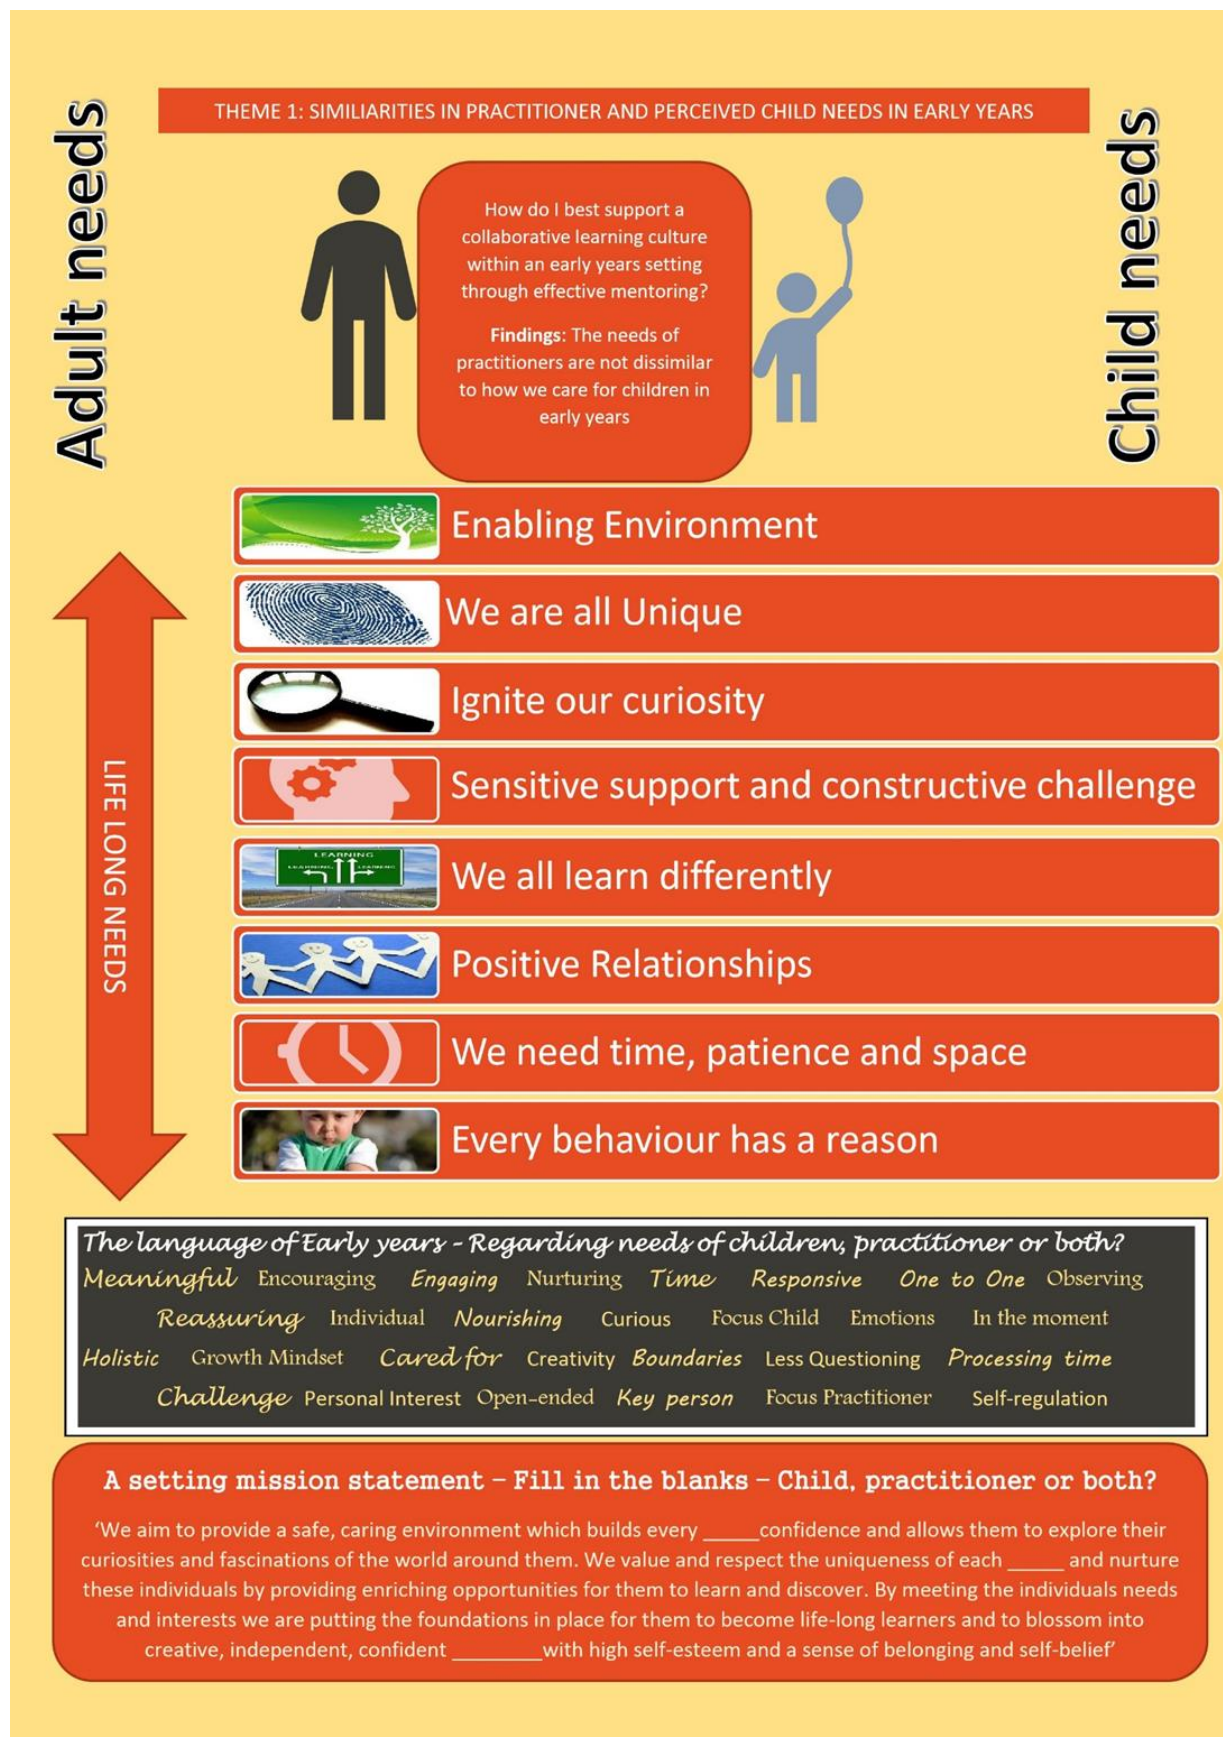 THEME 1: SIMILIARITIES IN PRACTITIONER AND PERCEIVED CHILD NEEDS IN EARLY YEARS
Adult needs
Child needs
How do I best support a
collaborative learning culture
within an early years setting
through effective mentoring?
Findings: The needs of
practitioners are not dissimilar
to how we care for children in
early years
LIFE LONG NEEDS
Enabling Environment
We are all Unique
Ignite our curiosity
Sensitive support and constructive challenge
LEARNING
LEARNING LEARNING
We all learn differently
Positive Relationships
We need time, patience and space
Every behaviour has a reason
The language of Early years - Regarding needs of children, practitioner or both?
Meaningful Encouraging Engaging Nurturing Time Responsive One to One Observing
Reassuring Individual Nourishing Curious Focus Child Emotions In the moment
Holistic Growth Mindset Cared for Creativity Boundaries Less Questioning Processing time
Challenge Personal Interest Open-ended Key person Focus Practitioner Self-regulation
A setting mission statement – Fill in the blanks – Child, practitioner or both?
‘We aim to provide a safe, caring environment which builds every _____confidence and allows them to explore their
curiosities and fascinations of the world around them. We value and respect the uniqueness of each _____ and nurture
these individuals by providing enriching opportunities for them to learn and discover. By meeting the individuals needs
and interests we are putting the foundations in place for them to become life-long learners and to blossom into
creative, independent, confident ________with high self-esteem and a sense of belonging and self-belief’